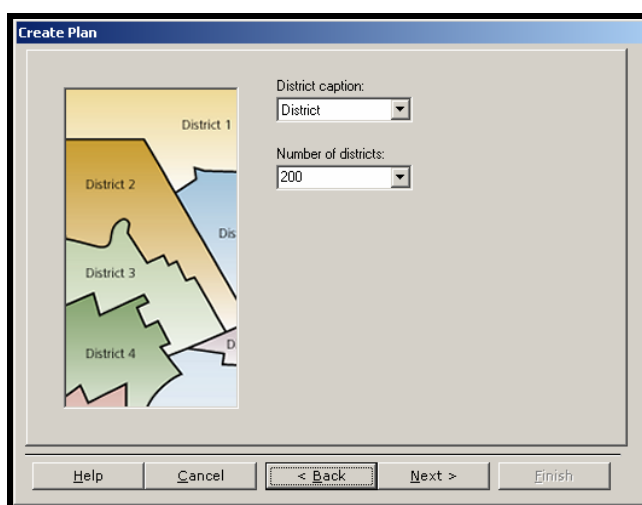 Create Plan
District caption:
District
Number of districts:
200
District 1
District 2
Dis
District 3
D
District 4
Help
Cancel
< Back
Next >
Finish